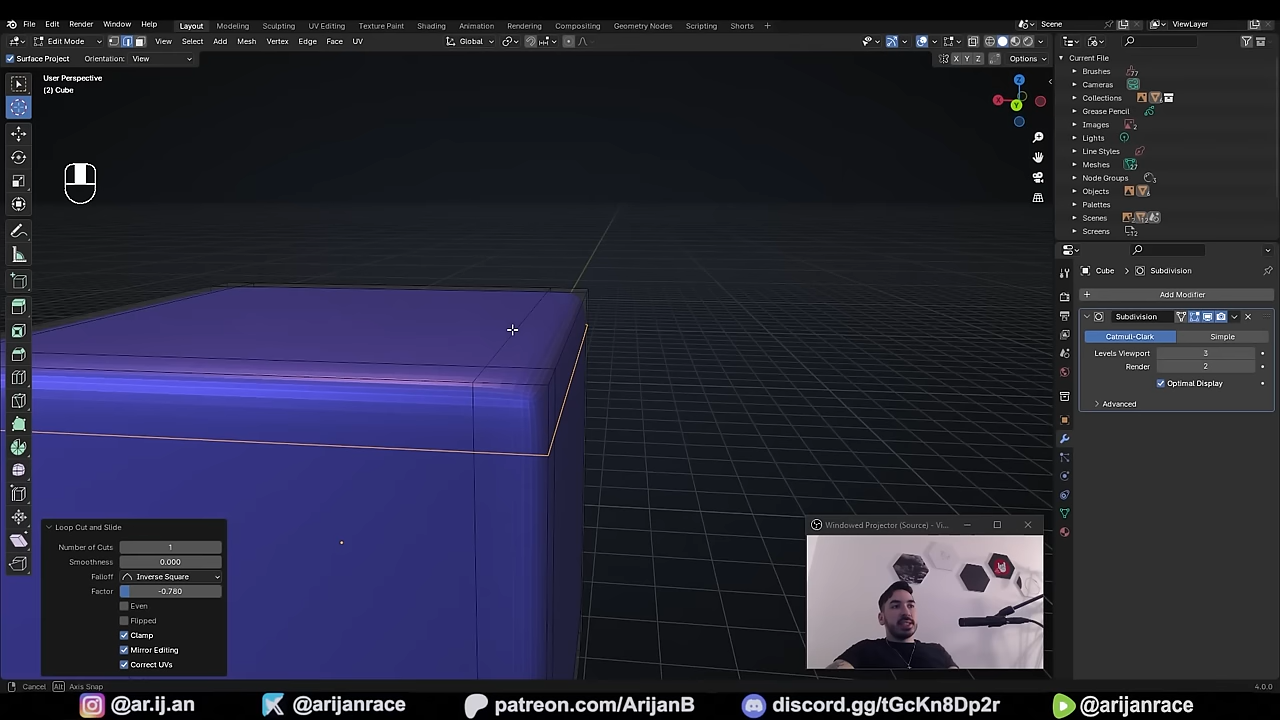 File Edit Render Window Help Layout Modeling Sculpting UV Editing Texture Paint Shading Animation Rendering Compositing Geometry Nodes Scripting Shorts + Scene ViewLayer
Edit Mode View Select Add Mesh Vertex Edge Face UV Global
Surface Project Orientation: View X Y Z Options
User Perspective
(2) Cube
Z
X
Y
Current File
Brushes
Cameras
Collections
Grease Pencil
Images
Lights
Line Styles
Meshes
Node Groups
Objects
Palettes
Scenes
Screens
Cube > Subdivision
+ Add Modifier
Subdivision
Catmull-Clark Simple
Levels Viewport 3
Render 2
Optimal Display
Advanced
Loop Cut and Slide
Number of Cuts 1
Smoothness 0.000
Falloff Inverse Square
Factor -0.780
Even
Flipped
Clamp
Mirror Editing
Correct UVs
Windowed Projector (Source) - Vi...
Cancel Alt Axis Snap 4.0.0
@ar.ij.an @arijanrace patreon.com/ArijanB discord.gg/tGcKn8Dp2r @arijanrace